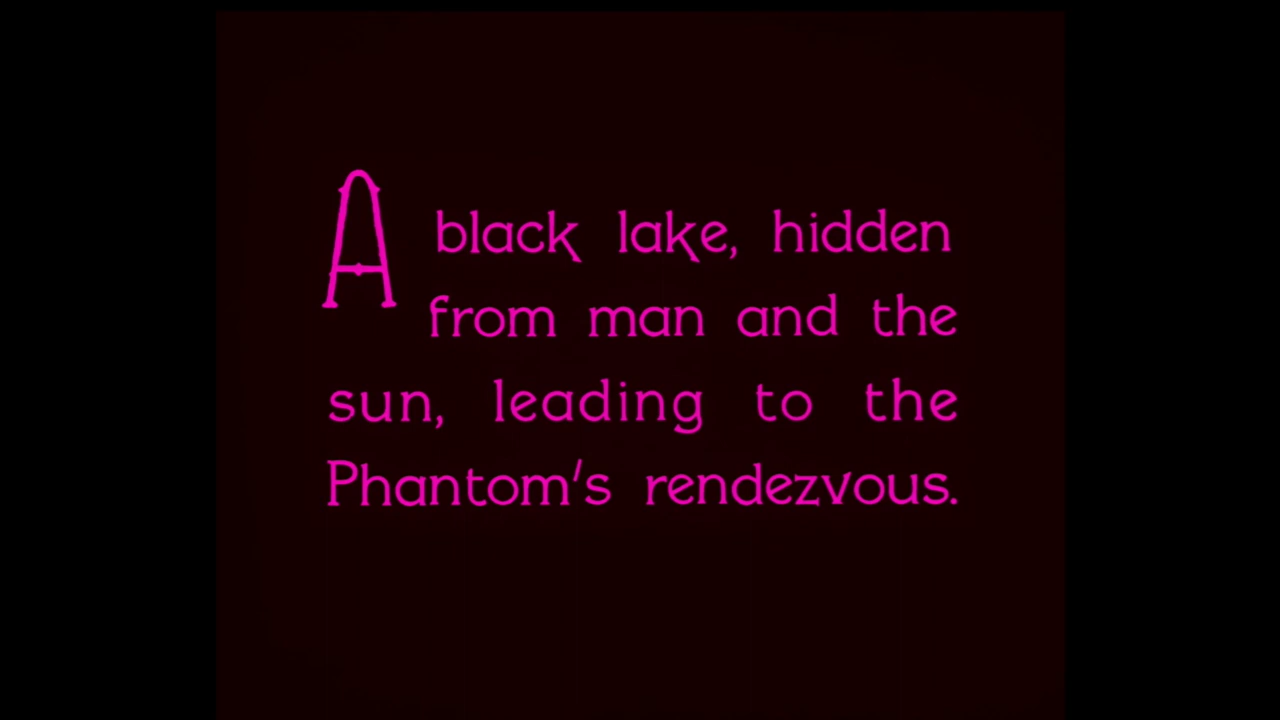 A black lake, hidden
from man and the
sun, leading to the
Phantom's rendezvous.